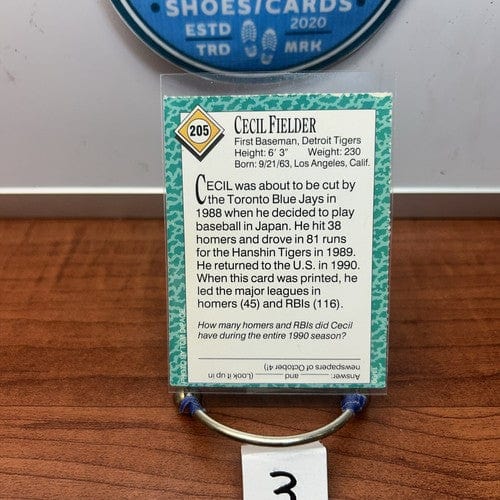 SHOES/CARDS
ESTD 2020
TRD MRK
205
CECIL FIELDER
First Baseman, Detroit Tigers
Height: 6' 3" Weight: 230
Born: 9/21/63, Los Angeles, Calif.
CECIL was about to be cut by
the Toronto Blue Jays in
1988 when he decided to play
baseball in Japan. He hit 38
homers and drove in 81 runs
for the Hanshin Tigers in 1989.
He returned to the U.S. in 1990.
When this card was printed, he
led the major leagues in
homers (45) and RBIs (116).
How many homers and RBIs did Cecil
have during the entire 1990 season?
Answer: ______ and ______ (Look it up in
newspapers of October 4!)
3